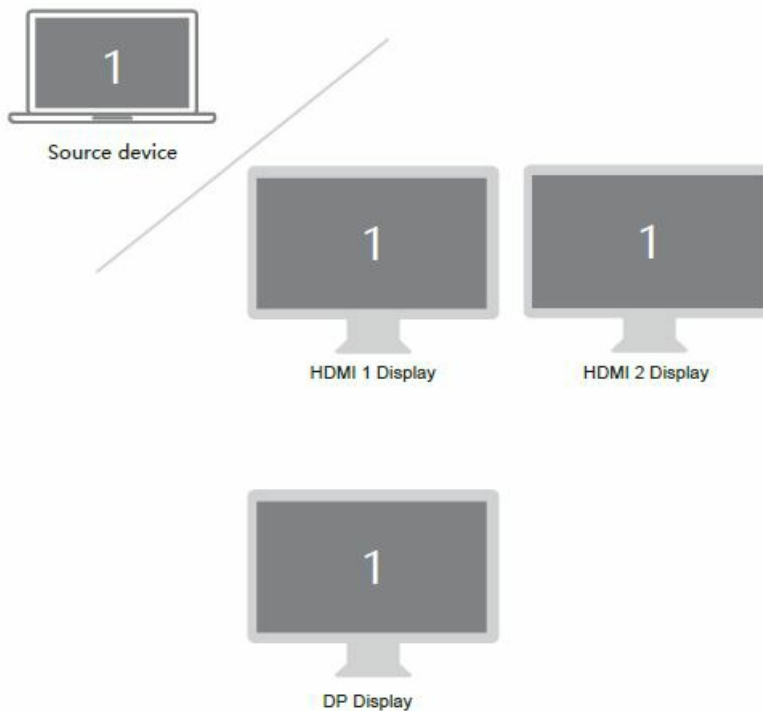 1
Source device
1
1
HDMI 1 Display
HDMI 2 Display
1
DP Display